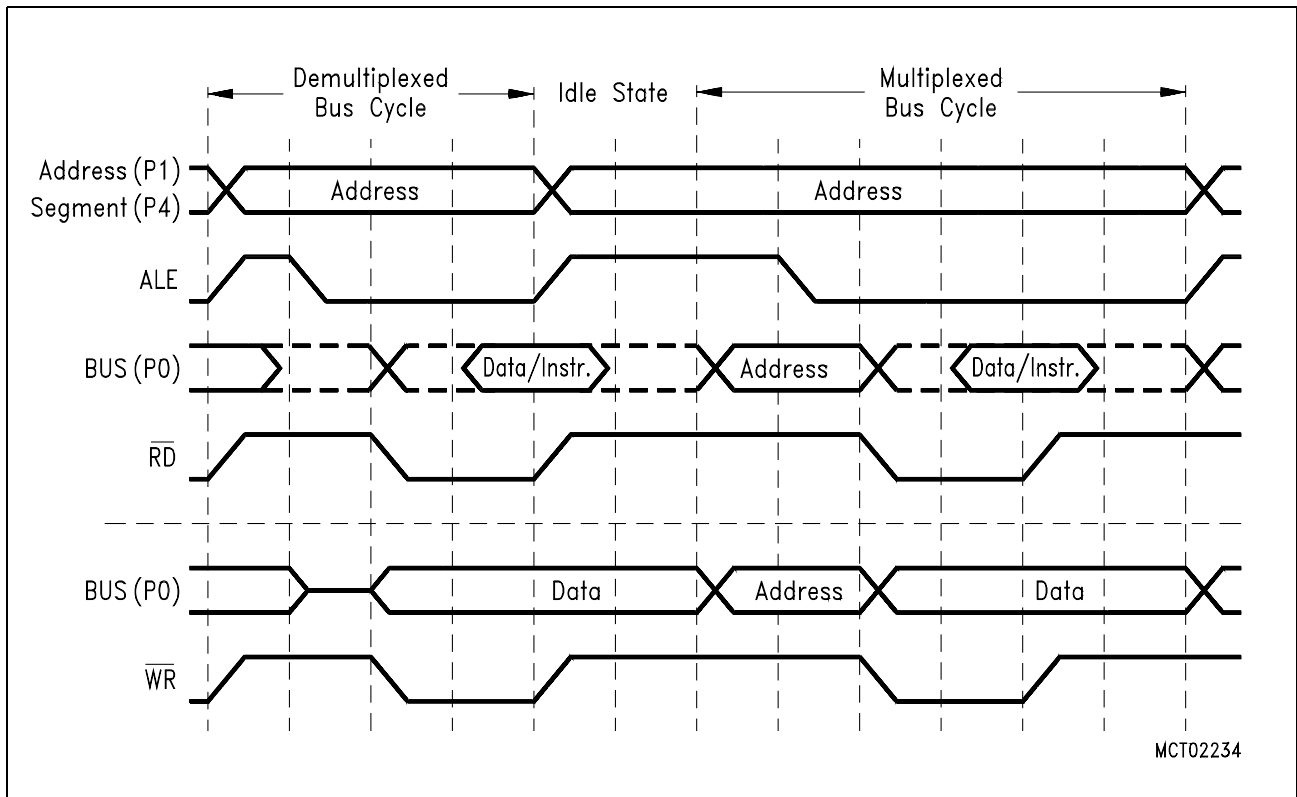 Demultiplexed
Bus Cycle
Idle State
Multiplexed
Bus Cycle
Address (P1)
Segment (P4)
Address
Address
ALE
BUS (P0)
Data/Instr.
Address
Data/Instr.
RD
BUS (P0)
Data
Address
Data
WR
MCT02234